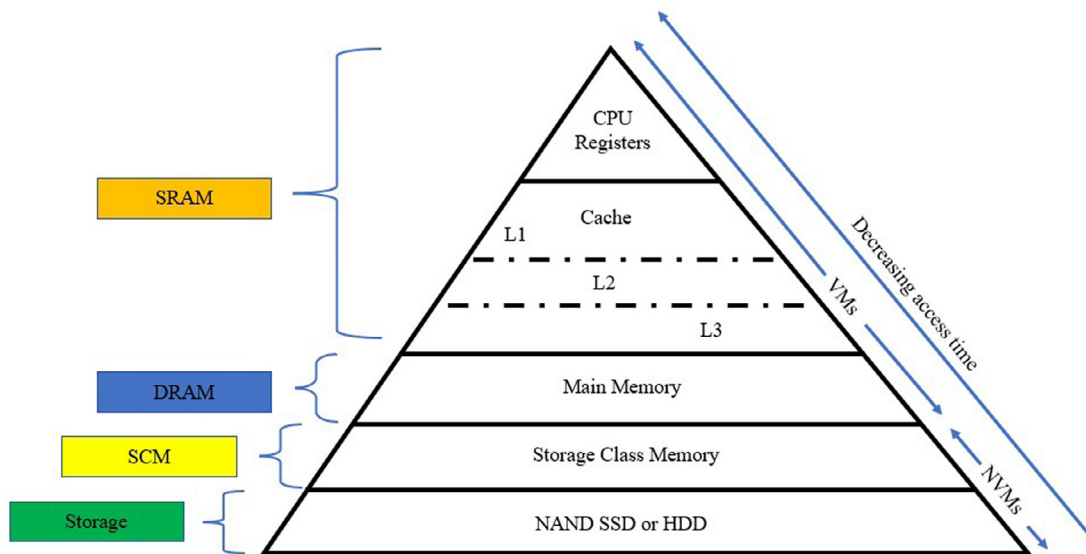 CPU
Registers
SRAM
Cache
L1
L2
L3
VMs
Decreasing access time
DRAM
Main Memory
SCM
Storage Class Memory
NVMs
Storage
NAND SSD or HDD